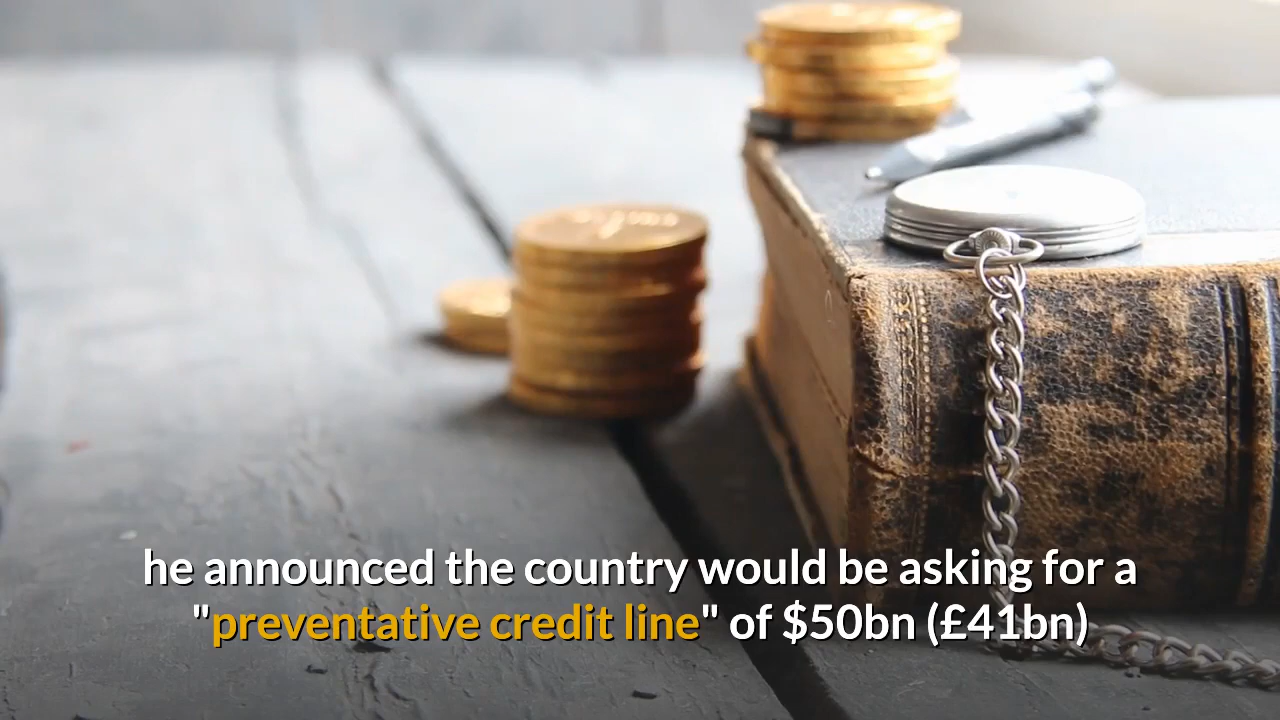 he announced the country would be asking for a
"preventative credit line" of $50bn (£41bn)